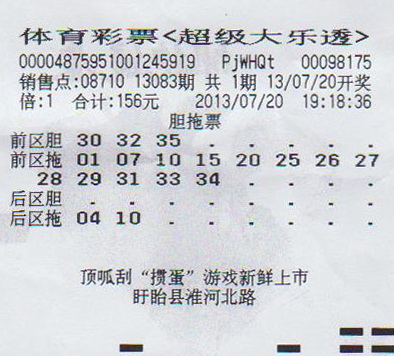 体育彩票<超级大乐透>
000048759510012​45919 PjWHQt 00098175
销售点:08710 13083期 共 1期 13/07/20开奖
倍:1 合计:156元 2013/07/20 19:18:36
胆拖票
前区胆 30 32 35 . . . . .
前区拖 01 07 10 15 20 25 26 27
28 29 31 33 34 . . .
后区胆 . . . . . . . .
后区拖 04 10 . . . . . .
顶呱刮“掼蛋”游戏新鲜上市
盱眙县淮河北路